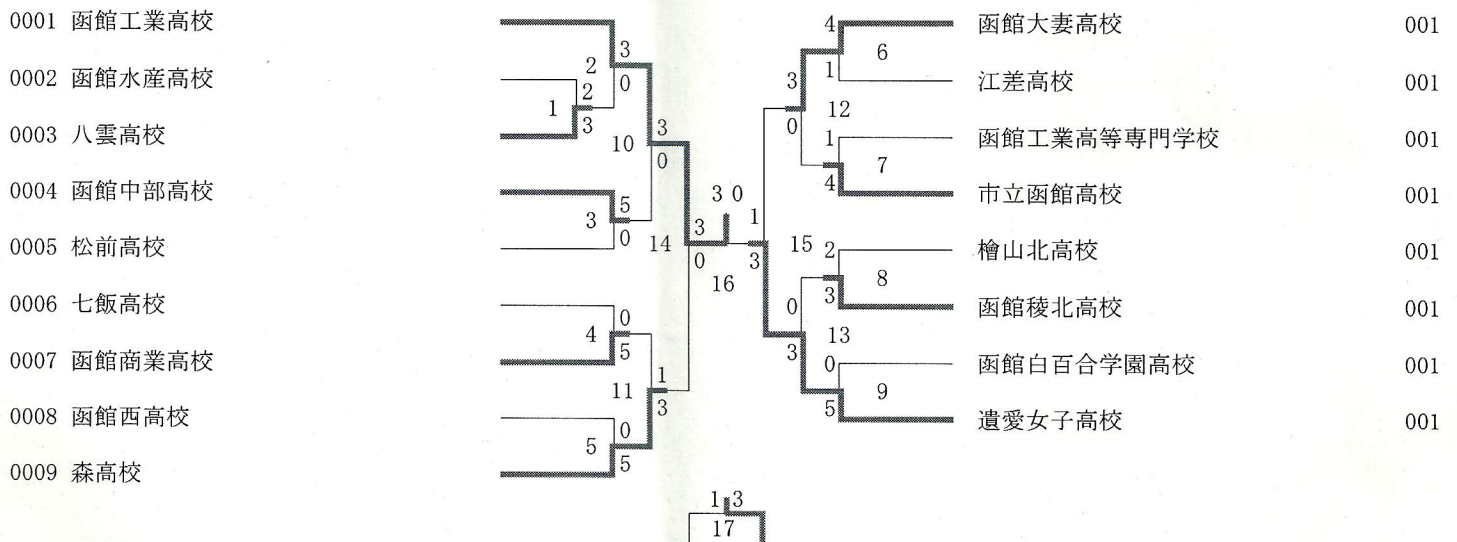 0001 函館工業高校
0002 函館水産高校
0003 八雲高校
0004 函館中部高校
0005 松前高校
0006 七飯高校
0007 函館商業高校
0008 函館西高校
0009 森高校
3
2
0
2
1
3
3
10
0
5
3
0
14
3
0
3 0
16
0
4
5
1
11
3
0
5
5
1 3
17
4
函館大妻高校 001
6
1
江差高校 001
3
12
0
1
函館工業高等専門学校 001
7
4
市立函館高校 001
1
15
3
2
檜山北高校 001
8
3
函館稜北高校 001
0
13
3
0
函館白百合学園高校 001
9
5
遺愛女子高校 001